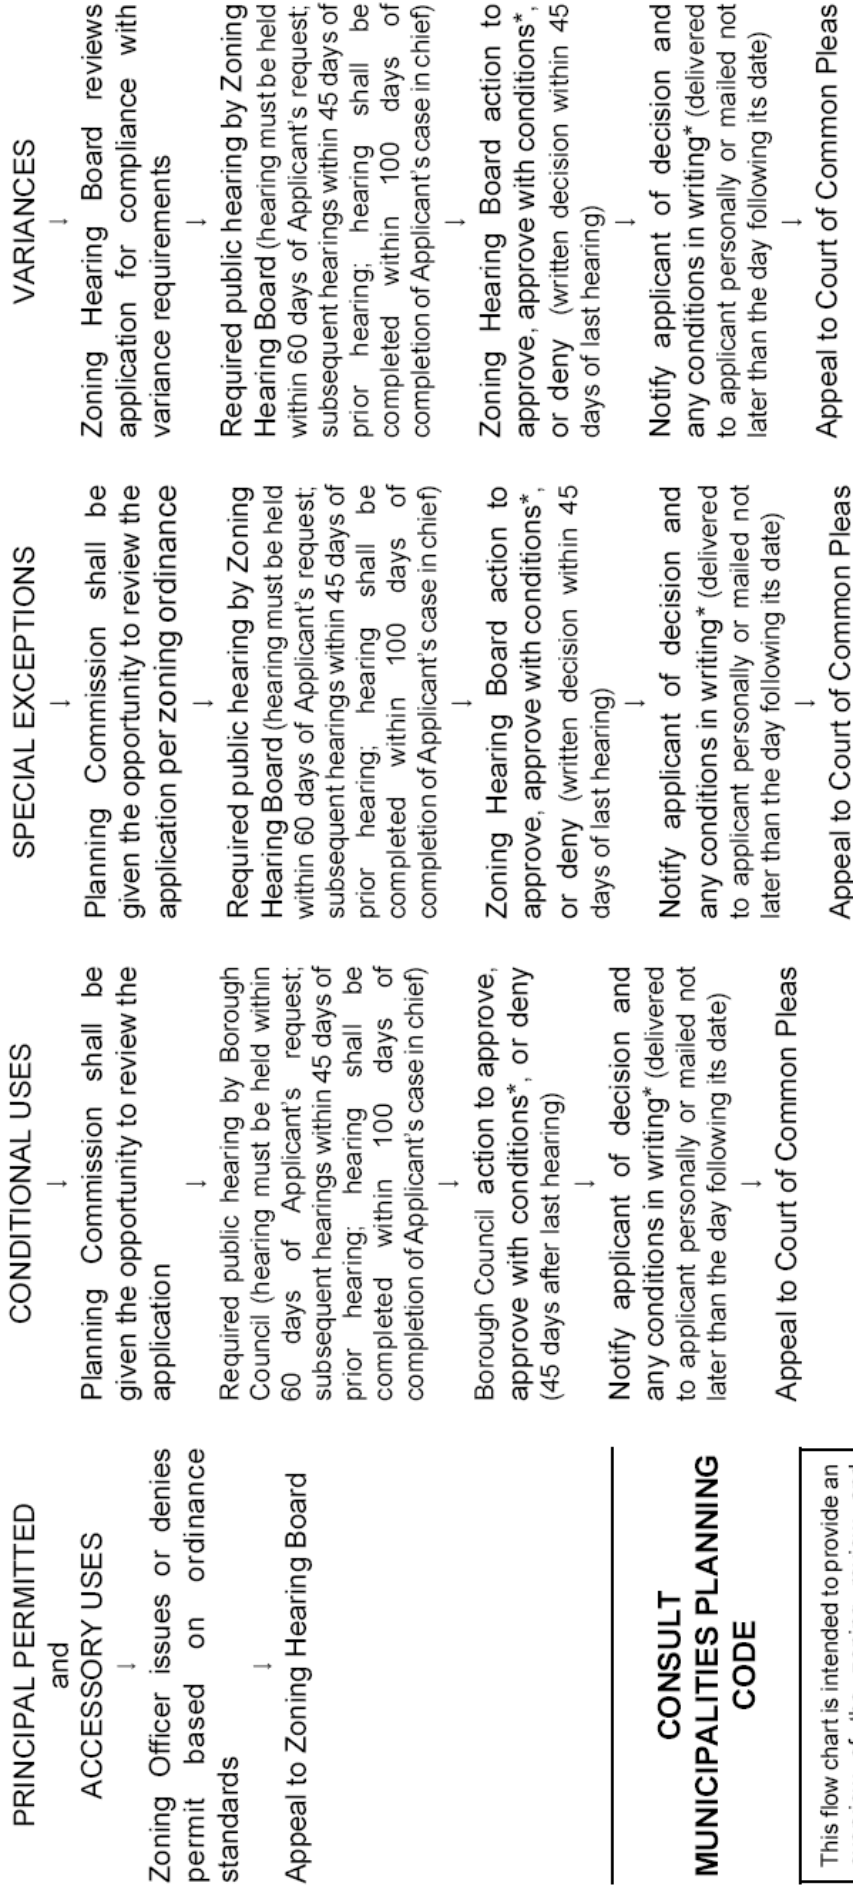 PRINCIPAL PERMITTED
and
ACCESSORY USES
↓
Zoning Officer issues or denies
permit based on ordinance
standards
↓
Appeal to Zoning Hearing Board
CONSULT
MUNICIPALITIES PLANNING
CODE
This flow chart is intended to provide an
CONDITIONAL USES
↓
Planning Commission shall be
given the opportunity to review the
application
↓
Required public hearing by Borough
Council (hearing must be held within
60 days of Applicant's request;
subsequent hearings within 45 days of
prior hearing; hearing shall be
completed within 100 days of
completion of Applicant's case in chief)
↓
Borough Council action to approve,
approve with conditions*, or deny
(45 days after last hearing)
↓
Notify applicant of decision and
any conditions in writing* (delivered
to applicant personally or mailed not
later than the day following its date)
↓
Appeal to Court of Common Pleas
SPECIAL EXCEPTIONS
↓
Planning Commission shall be
given the opportunity to review the
application per zoning ordinance
↓
Required public hearing by Zoning
Hearing Board (hearing must be held
within 60 days of Applicant's request;
subsequent hearings within 45 days of
prior hearing; hearing shall be
completed within 100 days of
completion of Applicant's case in chief)
↓
Zoning Hearing Board action to
approve, approve with conditions*,
or deny (written decision within 45
days of last hearing)
↓
Notify applicant of decision and
any conditions in writing* (delivered
to applicant personally or mailed not
later than the day following its date)
↓
Appeal to Court of Common Pleas
VARIANCES
↓
Zoning Hearing Board reviews
application for compliance with
variance requirements
↓
Required public hearing by Zoning
Hearing Board (hearing must be held
within 60 days of Applicant's request;
subsequent hearings within 45 days of
prior hearing; hearing shall be
completed within 100 days of
completion of Applicant's case in chief)
↓
Zoning Hearing Board action to
approve, approve with conditions*,
or deny (written decision within 45
days of last hearing)
↓
Notify applicant of decision and
any conditions in writing* (delivered
to applicant personally or mailed not
later than the day following its date)
↓
Appeal to Court of Common Pleas